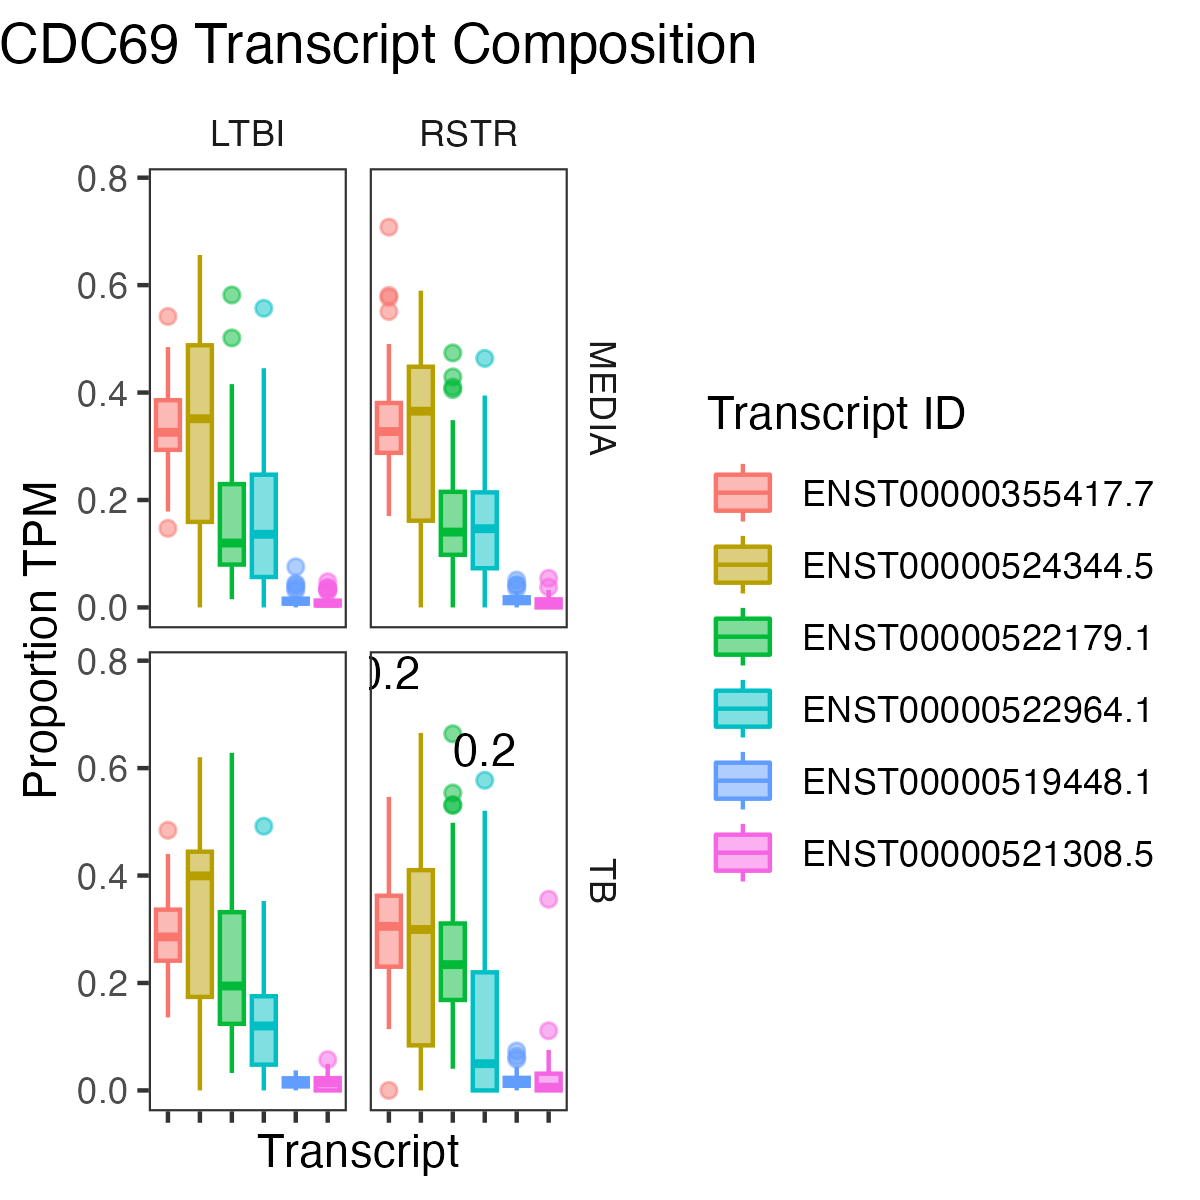 CDC69 Transcript Composition
LTBI
RSTR
0.8
0.6
0.4
0.2
0.0
MEDIA
0.8
0.6
0.4
0.2
0.0
0.2
0.2
TB
Proportion TPM
Transcript
Transcript ID
ENST00000355417.7
ENST00000524344.5
ENST00000522179.1
ENST00000522964.1
ENST00000519448.1
ENST00000521308.5